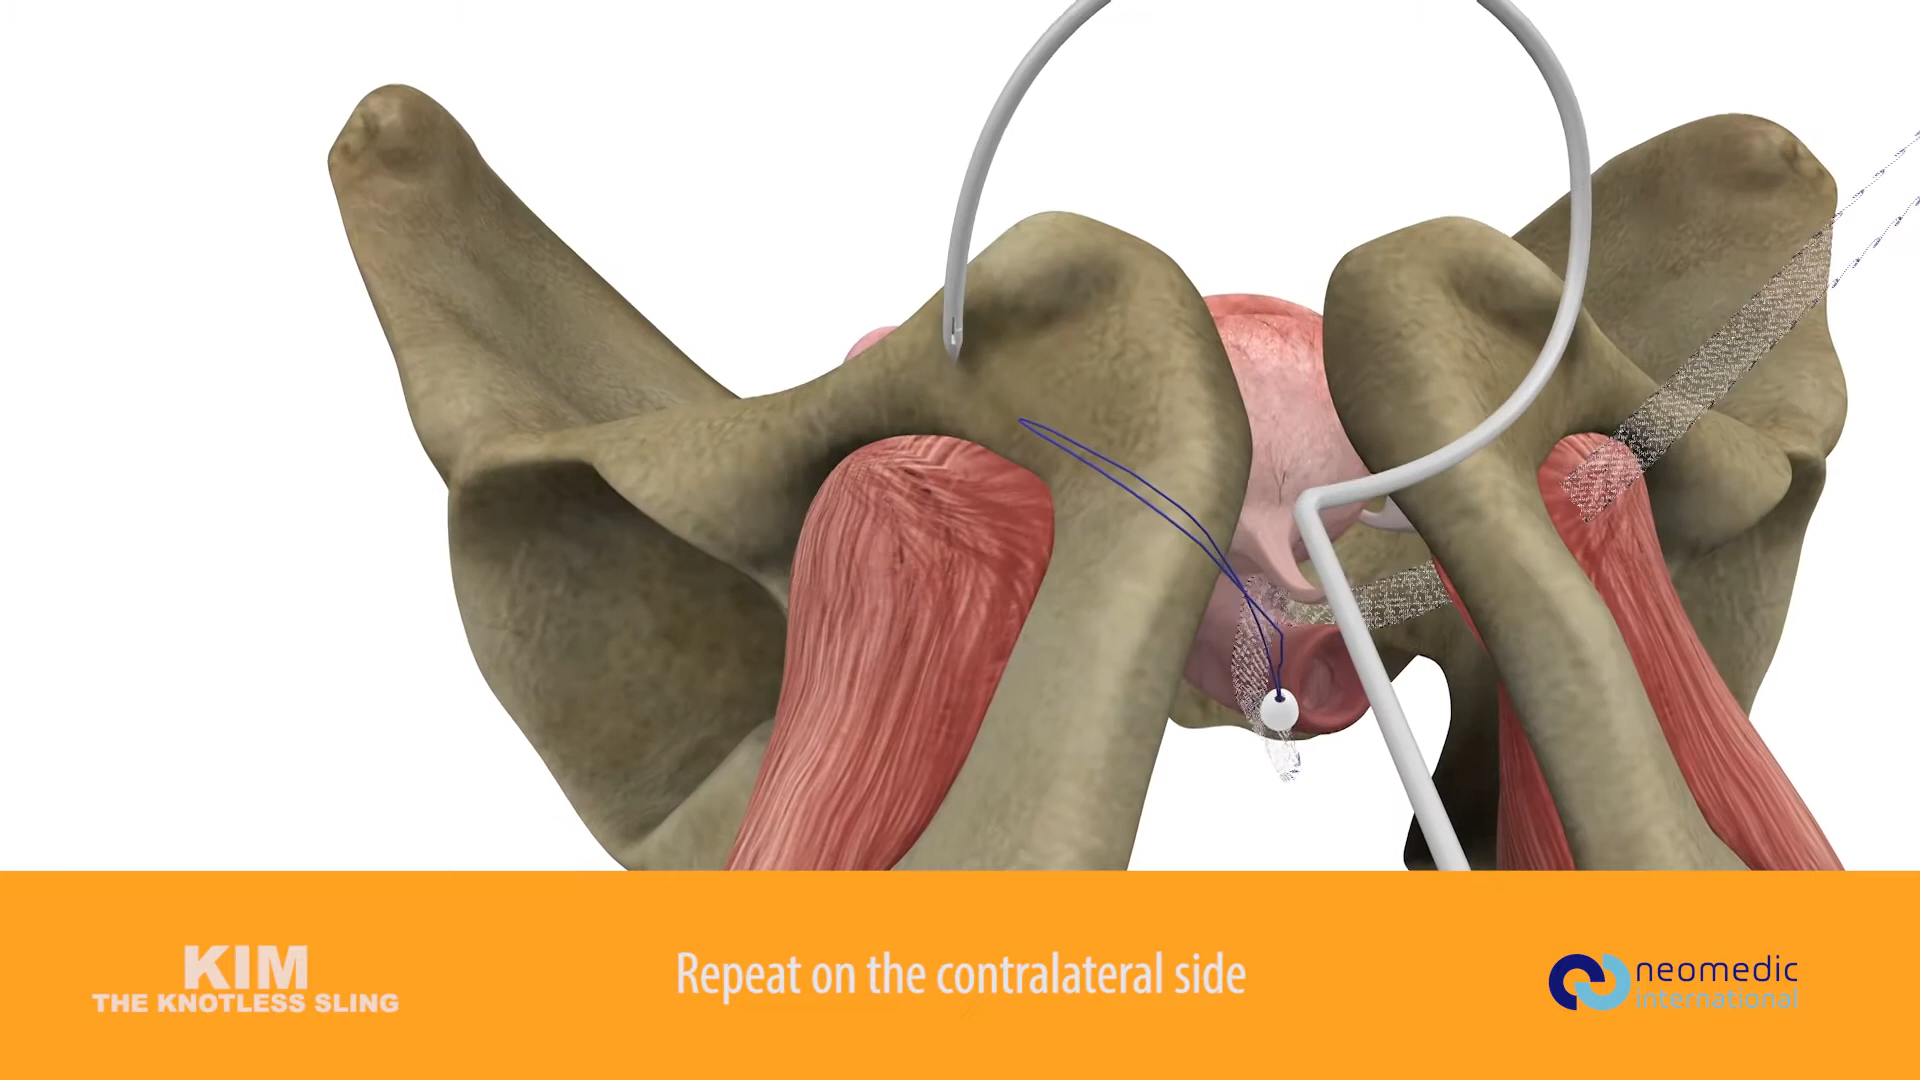 KIM
THE KNOTLESS SLING
Repeat on the contralateral side
neomedic
international